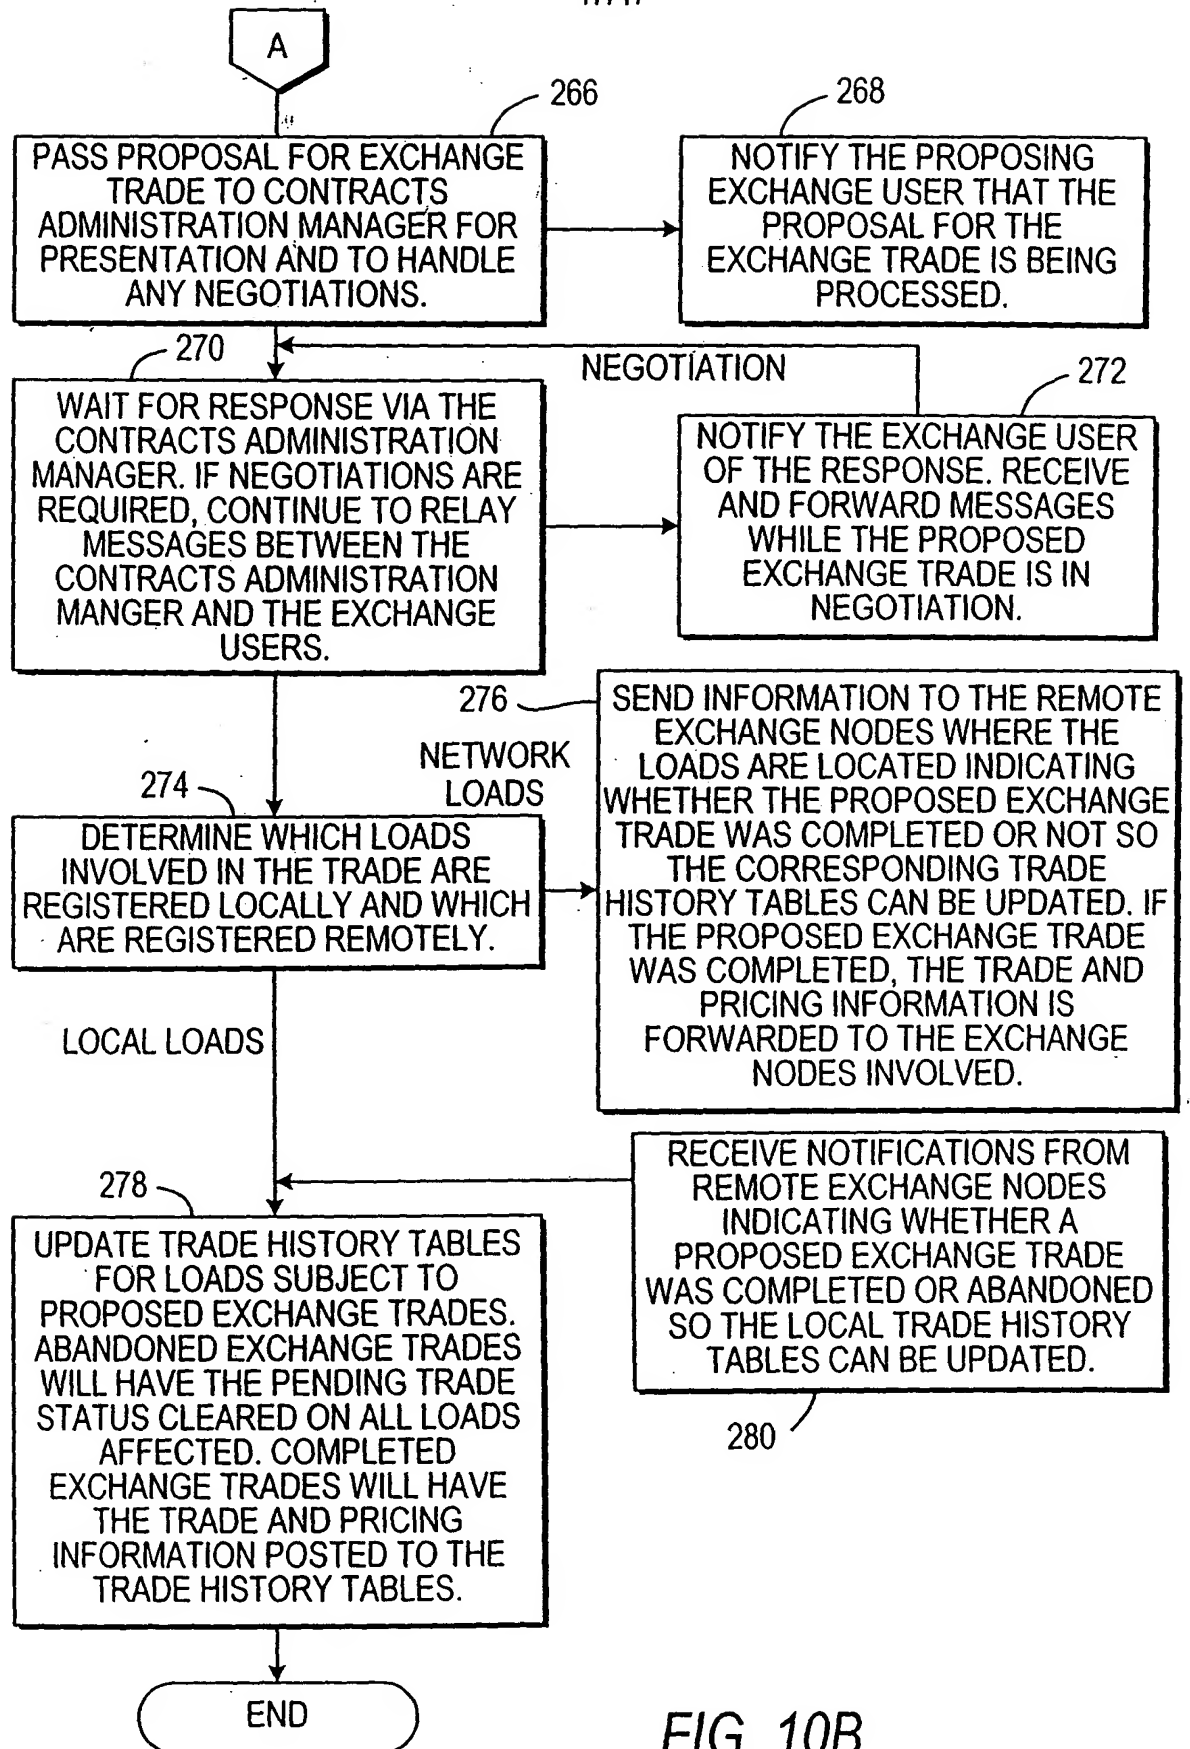 A
266
268
PASS PROPOSAL FOR EXCHANGE
TRADE TO CONTRACTS
ADMINISTRATION MANAGER FOR
PRESENTATION AND TO HANDLE
ANY NEGOTIATIONS.
NOTIFY THE PROPOSING
EXCHANGE USER THAT THE
PROPOSAL FOR THE
EXCHANGE TRADE IS BEING
PROCESSED.
270
NEGOTIATION
272
WAIT FOR RESPONSE VIA THE
CONTRACTS ADMINISTRATION
MANAGER. IF NEGOTIATIONS ARE
REQUIRED, CONTINUE TO RELAY
MESSAGES BETWEEN THE
CONTRACTS ADMINISTRATION
MANGER AND THE EXCHANGE
USERS.
NOTIFY THE EXCHANGE USER
OF THE RESPONSE. RECEIVE
AND FORWARD MESSAGES
WHILE THE PROPOSED
EXCHANGE TRADE IS IN
NEGOTIATION.
276
NETWORK
LOADS
274
DETERMINE WHICH LOADS
INVOLVED IN THE TRADE ARE
REGISTERED LOCALLY AND WHICH
ARE REGISTERED REMOTELY.
SEND INFORMATION TO THE REMOTE
EXCHANGE NODES WHERE THE
LOADS ARE LOCATED INDICATING
WHETHER THE PROPOSED EXCHANGE
TRADE WAS COMPLETED OR NOT SO
THE CORRESPONDING TRADE
HISTORY TABLES CAN BE UPDATED. IF
THE PROPOSED EXCHANGE TRADE
WAS COMPLETED, THE TRADE AND
PRICING INFORMATION IS
FORWARDED TO THE EXCHANGE
NODES INVOLVED.
LOCAL LOADS
278
RECEIVE NOTIFICATIONS FROM
REMOTE EXCHANGE NODES
INDICATING WHETHER A
PROPOSED EXCHANGE TRADE
WAS COMPLETED OR ABANDONED
SO THE LOCAL TRADE HISTORY
TABLES CAN BE UPDATED.
280
UPDATE TRADE HISTORY TABLES
FOR LOADS SUBJECT TO
PROPOSED EXCHANGE TRADES.
ABANDONED EXCHANGE TRADES
WILL HAVE THE PENDING TRADE
STATUS CLEARED ON ALL LOADS
AFFECTED. COMPLETED
EXCHANGE TRADES WILL HAVE
THE TRADE AND PRICING
INFORMATION POSTED TO THE
TRADE HISTORY TABLES.
END
FIG. 10B